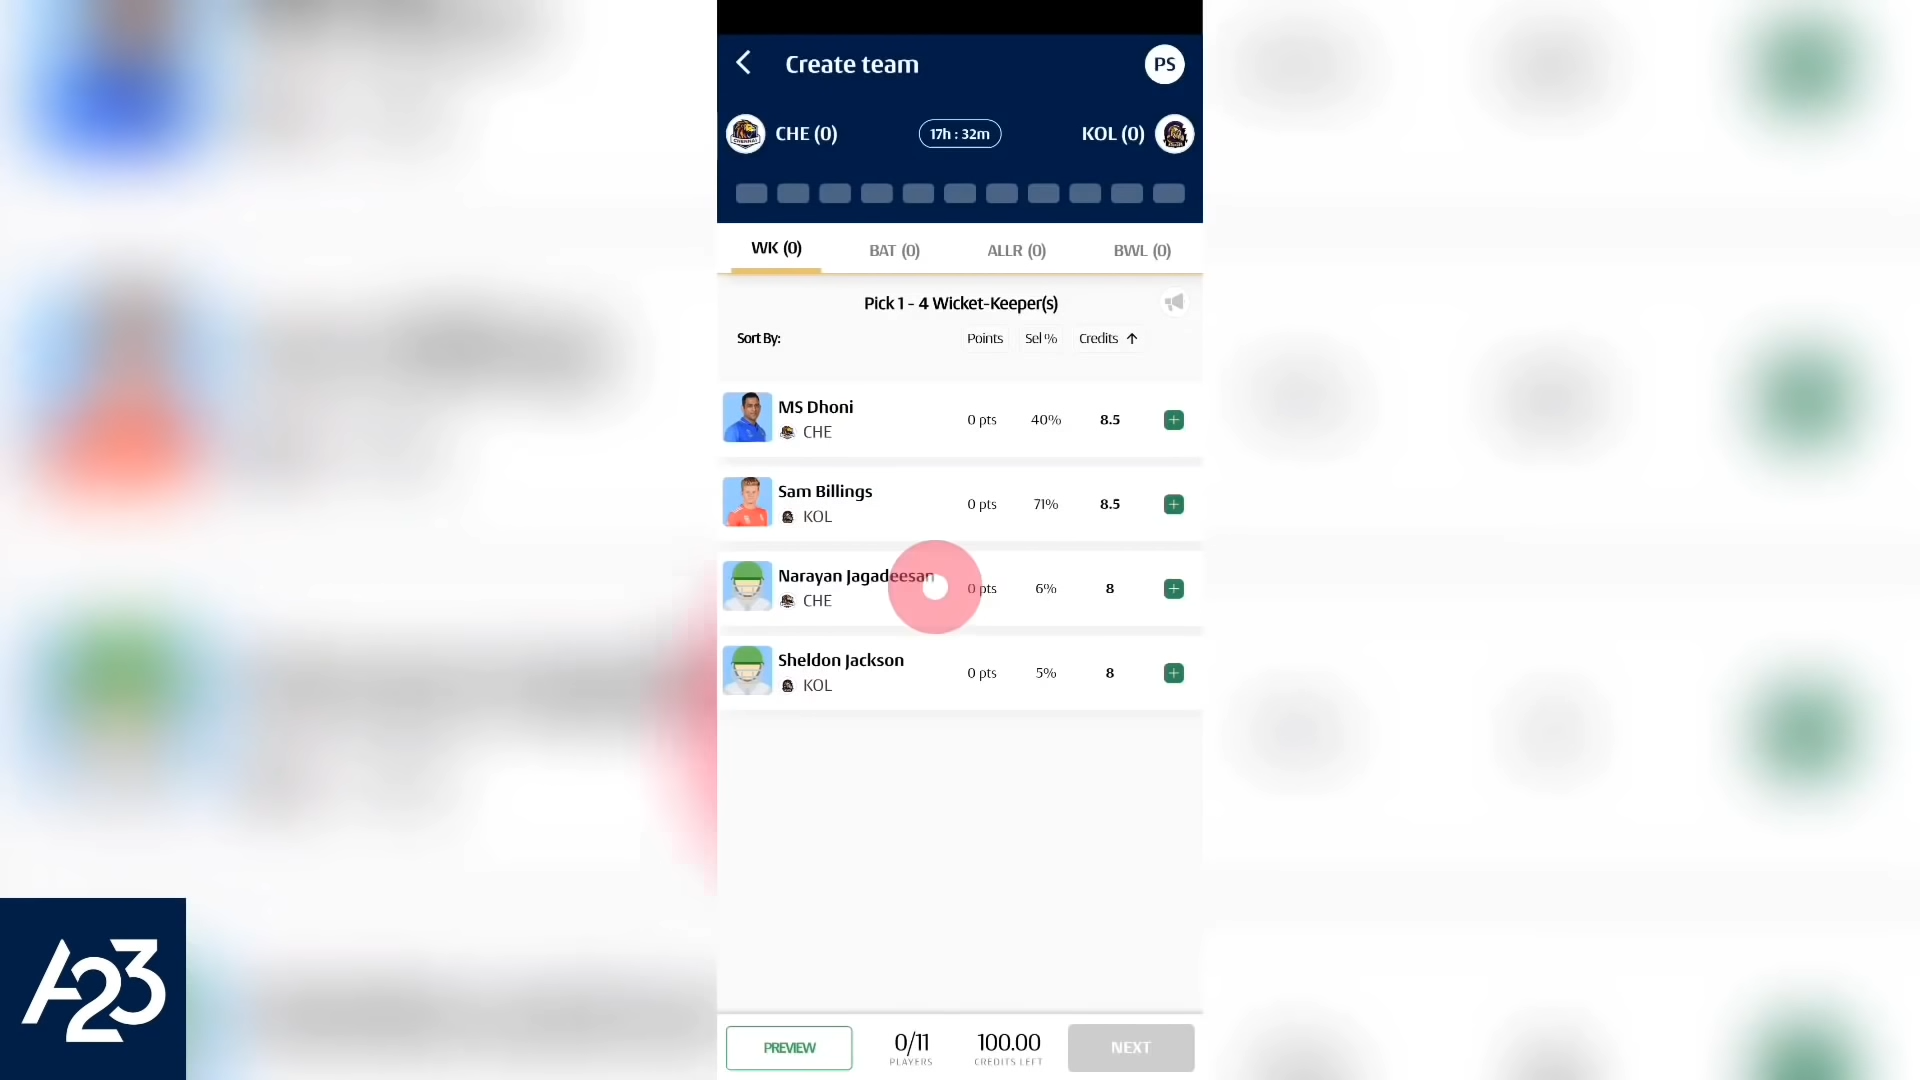 Create team
PS
CHE (0)
17h : 32m
KOL (0)
WK (0)
BAT (0)
ALLR (0)
BWL (0)
Pick 1 - 4 Wicket-Keeper(s)
Sort By:
Points
Sel %
Credits ↑
MS Dhoni
CHE
0 pts
40%
8.5
Sam Billings
KOL
0 pts
71%
8.5
Narayan Jagadeesan
CHE
0 pts
6%
8
Sheldon Jackson
KOL
0 pts
5%
8
PREVIEW
0/11
PLAYERS
100.00
CREDITS LEFT
NEXT
A23